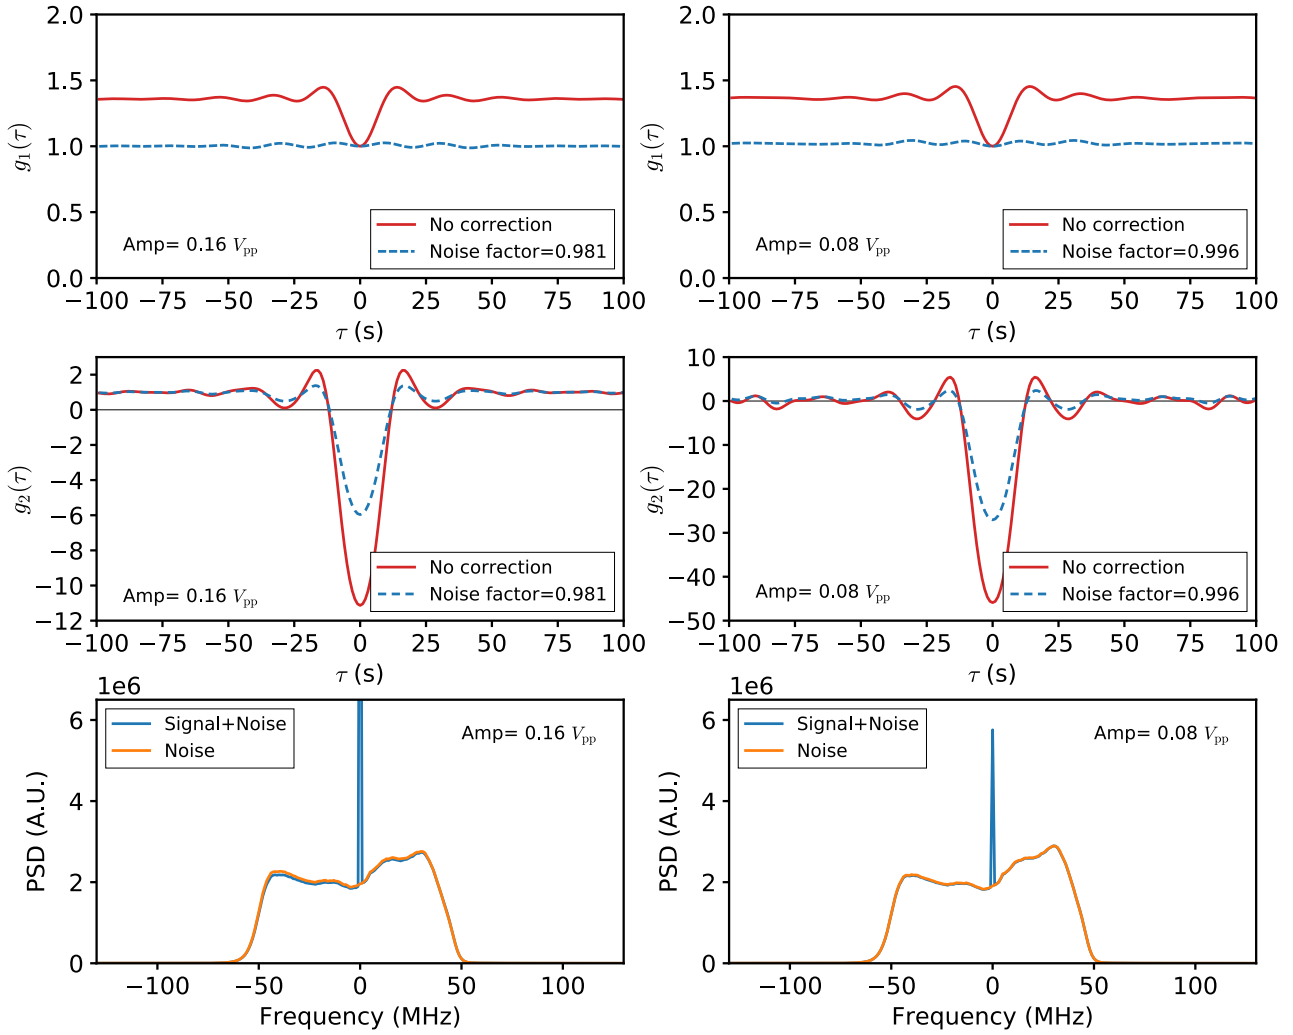 2.0
1.5
1.0
0.5
0.0
g₁(τ)
Amp= 0.16 Vpp
No correction
Noise factor=0.981
−100 −75 −50 −25 0 25 50 75 100
τ (s)
2.0
1.5
1.0
0.5
0.0
g₁(τ)
Amp= 0.08 Vpp
No correction
Noise factor=0.996
−100 −75 −50 −25 0 25 50 75 100
τ (s)
2
0
−2
−4
−6
−8
−10
−12
g₂(τ)
Amp= 0.16 Vpp
No correction
Noise factor=0.981
−100 −75 −50 −25 0 25 50 75 100
τ (s)
10
0
−10
−20
−30
−40
−50
g₂(τ)
Amp= 0.08 Vpp
No correction
Noise factor=0.996
−100 −75 −50 −25 0 25 50 75 100
τ (s)
1e6
6
4
2
0
PSD (A.U.)
Signal+Noise
Noise
Amp= 0.16 Vpp
−100 −50 0 50 100
Frequency (MHz)
1e6
6
4
2
0
PSD (A.U.)
Signal+Noise
Noise
Amp= 0.08 Vpp
−100 −50 0 50 100
Frequency (MHz)